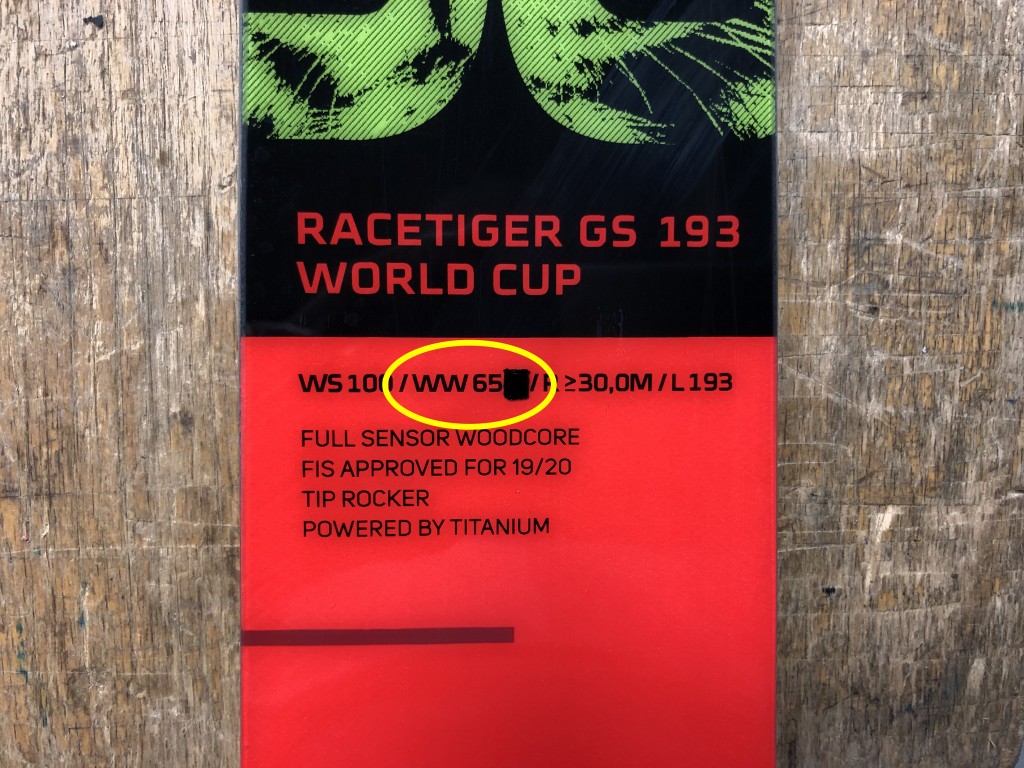 RACETIGER GS 193
WORLD CUP
WS 100 / WW 65 / R ≥30,0M / L 193
FULL SENSOR WOODCORE
FIS APPROVED FOR 19/20
TIP ROCKER
POWERED BY TITANIUM